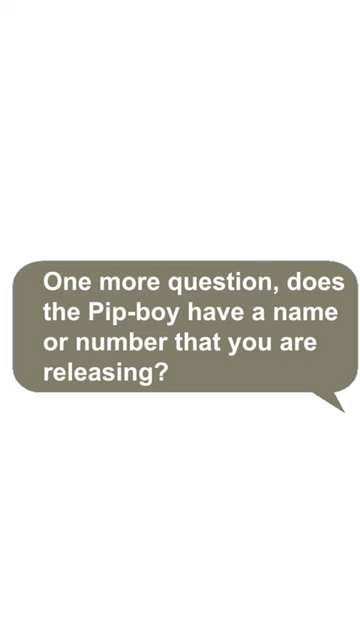 One more question, does
the Pip-boy have a name
or number that you are
releasing?